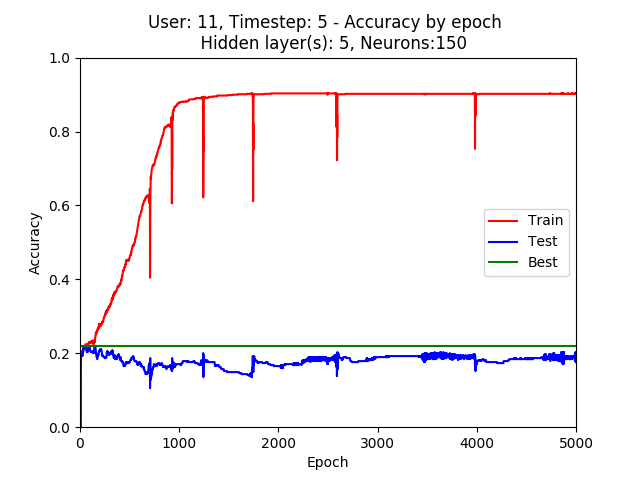 User: 11, Timestep: 5 - Accuracy by epoch
Hidden layer(s): 5, Neurons:150
1.0
0.8
0.6
0.4
0.2
0.0
Accuracy
Train
Test
Best
0 1000 2000 3000 4000 5000
Epoch